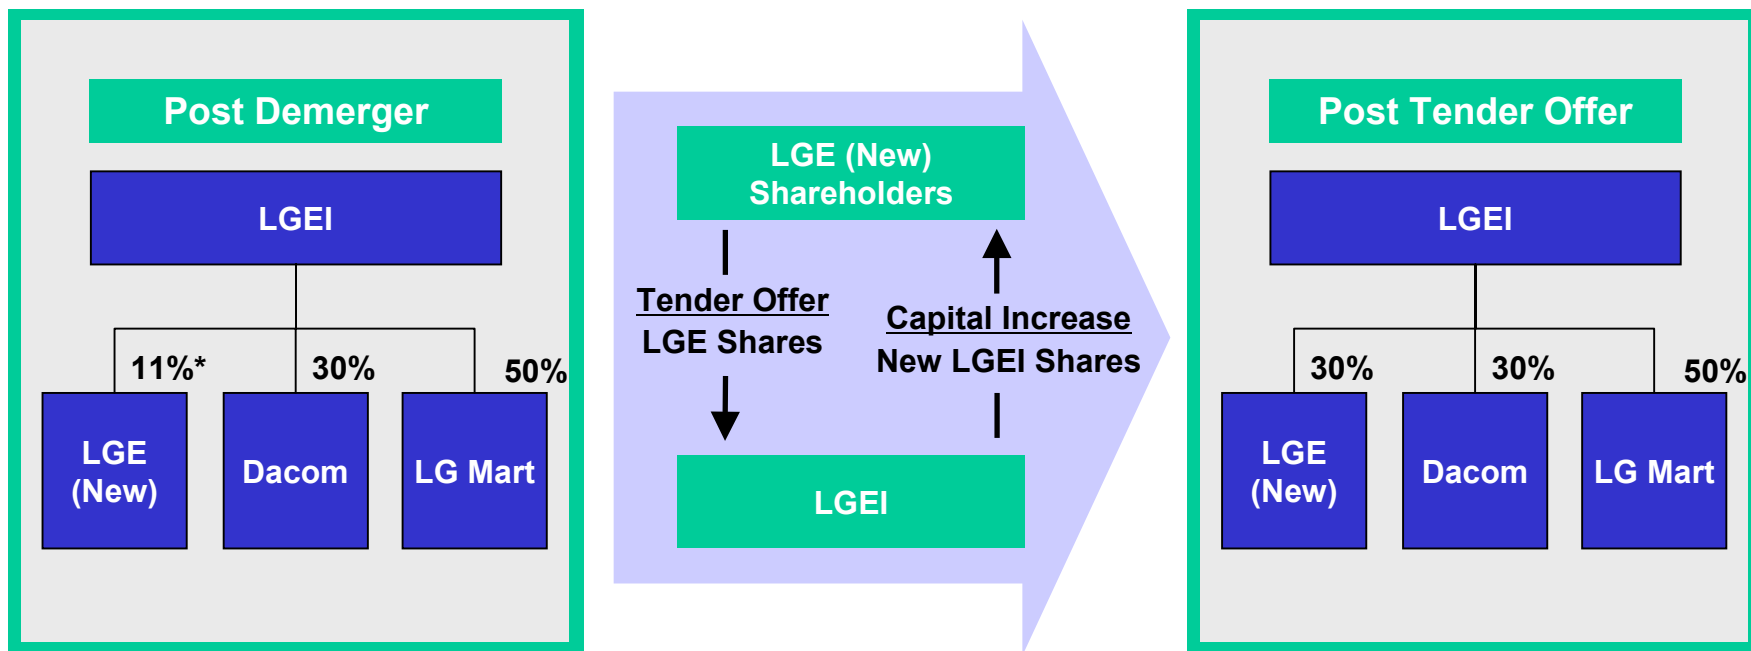 Post Demerger
LGEI
11%*
30%
50%
LGE
(New)
Dacom
LG Mart
LGE (New)
Shareholders
Tender Offer
LGE Shares
Capital Increase
New LGEI Shares
LGEI
Post Tender Offer
LGEI
30%
30%
50%
LGE
(New)
Dacom
LG Mart